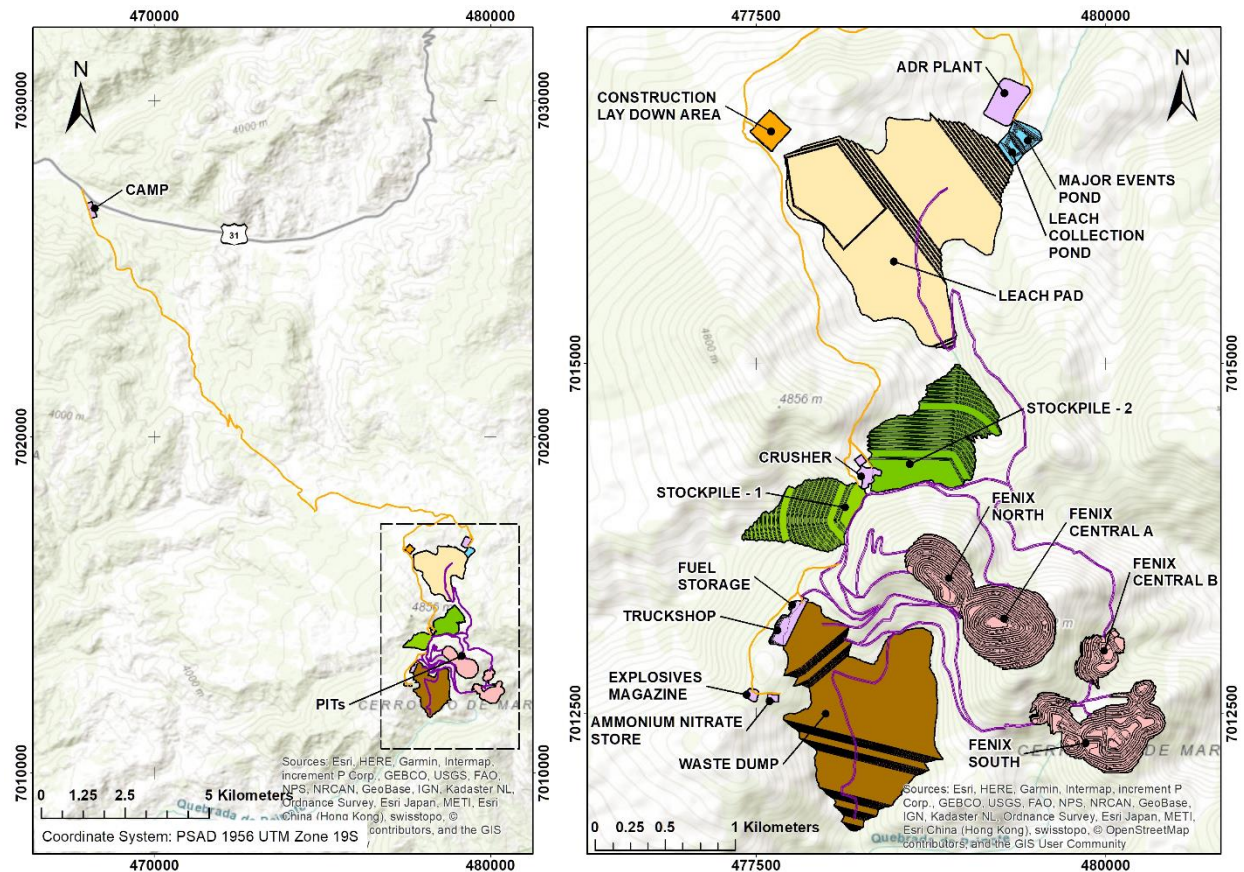 470000
480000
477500
480000
N
7030000
7030000
4000 m
CAMP
31
4000 m
7020000
7020000
4856 m
PITs
CERRO
DE MAR
4000 m
7010000
7010000
Sources: Esri, HERE, Garmin, Intermap,
increment P Corp., GEBCO, USGS, FAO,
NPS, NRCAN, GeoBase, IGN, Kadaster NL,
Ordnance Survey, Esri Japan, METI, Esri
China (Hong Kong), swisstopo, ©
contributors, and the GIS
0 1.25 2.5 5 Kilometers
Quebrada de
Coordinate System: PSAD 1956 UTM Zone 19S
470000
480000
N
ADR PLANT
CONSTRUCTION
LAY DOWN AREA
MAJOR EVENTS
POND
LEACH
COLLECTION
POND
LEACH PAD
7015000
7015000
4600 m
4856 m
STOCKPILE - 2
CRUSHER
STOCKPILE - 1
FENIX
NORTH
FENIX
CENTRAL A
FENIX
CENTRAL B
FUEL
STORAGE
TRUCKSHOP
EXPLOSIVES
MAGAZINE
AMMONIUM NITRATE
STORE
WASTE DUMP
7012500
7012500
FENIX
SOUTH
CERRO
DE MAR
Sources: Esri, HERE, Garmin, Intermap, increment P
Corp., GEBCO, USGS, FAO, NPS, NRCAN, GeoBase,
IGN, Kadaster NL, Ordnance Survey, Esri Japan, METI,
Esri China (Hong Kong), swisstopo, © OpenStreetMap
contributors, and the GIS User Community
0 0.25 0.5 1 Kilometers
Quebrada de
477500
480000